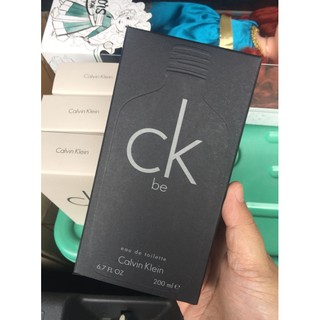 ck
be
eau de toilette
Calvin Klein
6.7 FL OZ 200 ml e
Calvin Klein
Calvin Klein
Calvin Klein